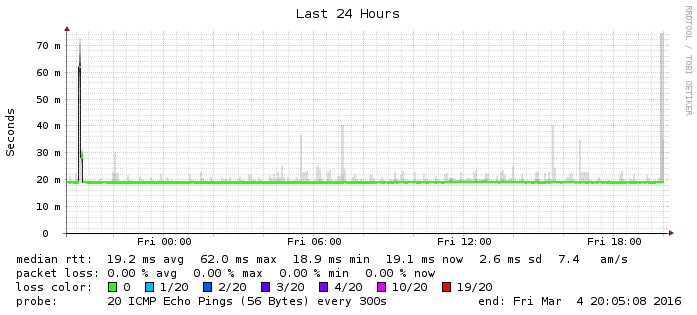 Last 24 Hours
RRDTOOL / TOBI OETIKER
Seconds
70 m
60 m
50 m
40 m
30 m
20 m
10 m
0
Fri 00:00 Fri 06:00 Fri 12:00 Fri 18:00
median rtt: 19.2 ms avg 62.0 ms max 18.9 ms min 19.1 ms now 2.6 ms sd 7.4 am/s
packet loss: 0.00 % avg 0.00 % max 0.00 % min 0.00 % now
loss color: 0 1/20 2/20 3/20 4/20 10/20 19/20
probe: 20 ICMP Echo Pings (56 Bytes) every 300s end: Fri Mar 4 20:05:08 2016